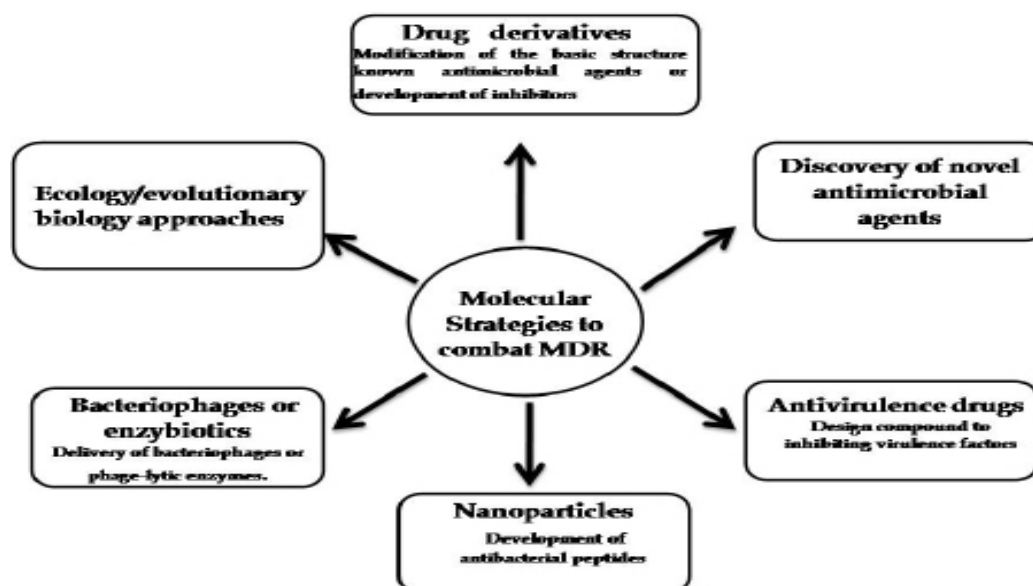 Drug derivatives
Modification of the basic structure
known antimicrobial agents or
development of inhibitors
Ecology/evolutionary
biology approaches
Discovery of novel
antimicrobial
agents
Molecular
Strategies to
combat MDR
Bacteriophages or
enzybiotics
Delivery of bacteriophages or
phage-lytic enzymes.
Antivirulence drugs
Design compound to
inhibiting virulence factors
Nanoparticles
Development of
antibacterial peptides